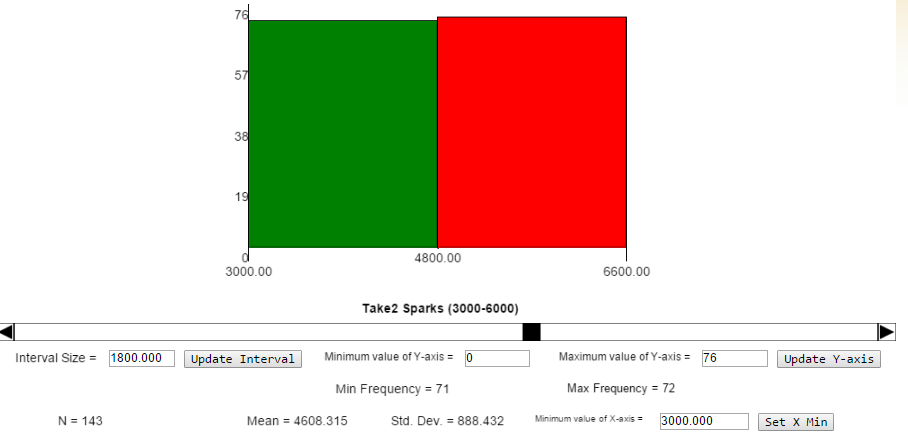 76
57
38
19
0
3000.00 4800.00 6600.00
Take2 Sparks (3000-6000)
Interval Size = 1800.000 Update Interval Minimum value of Y-axis = 0 Maximum value of Y-axis = 76 Update Y-axis
Min Frequency = 71 Max Frequency = 72
N = 143 Mean = 4608.315 Std. Dev. = 888.432 Minimum value of X-axis = 3000.000 Set X Min